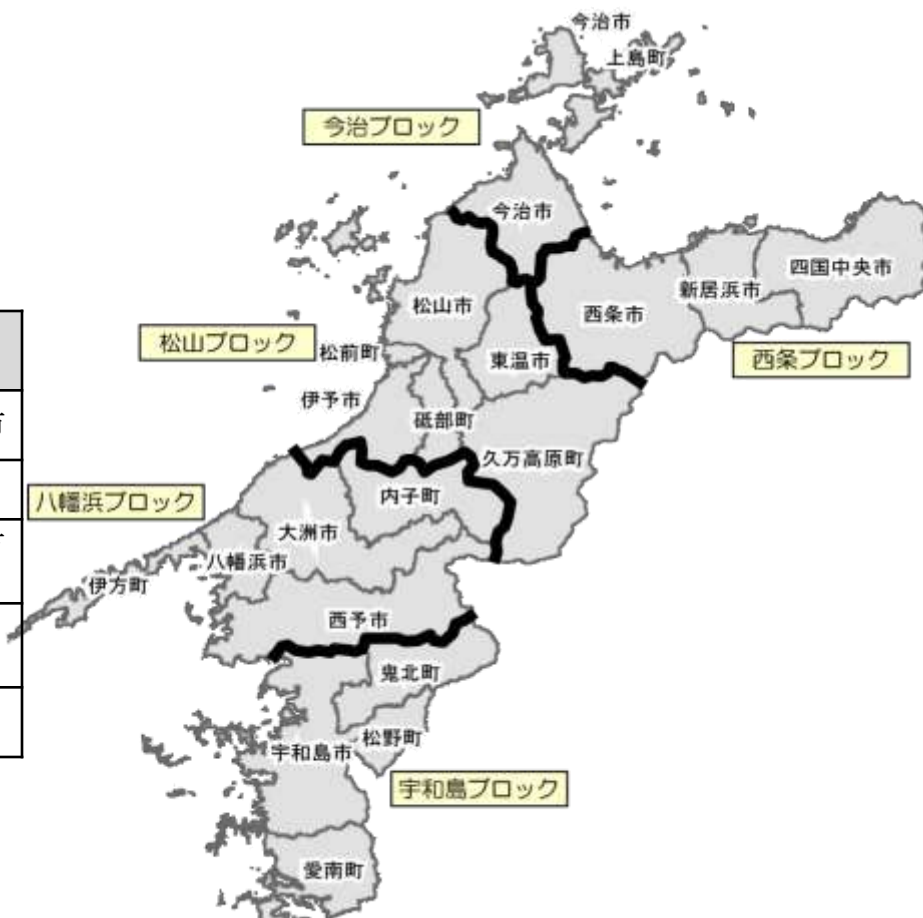 今治市
上島町
今治ブロック
今治市
四国中央市
新居浜市
松山市
西条市
松山ブロック
松前町
東温市
西条ブロック
伊予市
砥部町
久万高原町
八幡浜ブロック
内子町
大洲市
八幡浜市
伊方町
西予市
鬼北町
松野町
宇和島市
宇和島ブロック
愛南町